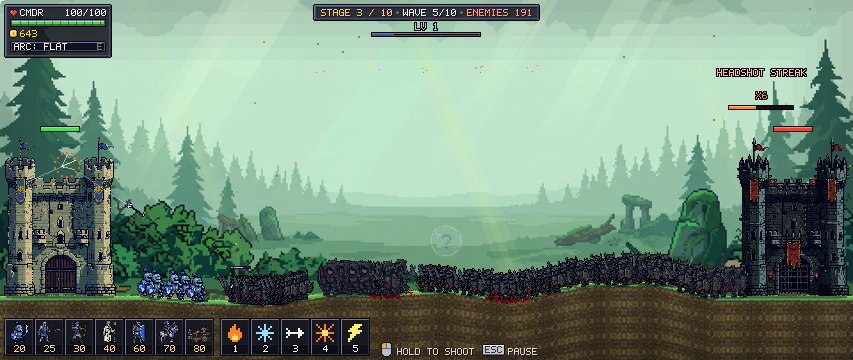 CMDR 100/100
643
ARC: FLAT E
STAGE 3 / 10 · WAVE 5/10 · ENEMIES 191
LV 1
HEADSHOT STREAK
X6
?
20 25 30 40 60 70 80 1 2 3 4 5
HOLD TO SHOOT ESC PAUSE